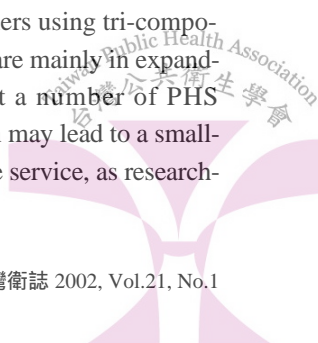 ers using tri-compo-
are mainly in expand-
t a number of PHS
may lead to a small-
e service, as research-
Taiwan Public Health Association
台灣公共衛生學會
灣衛誌 2002, Vol.21, No.1